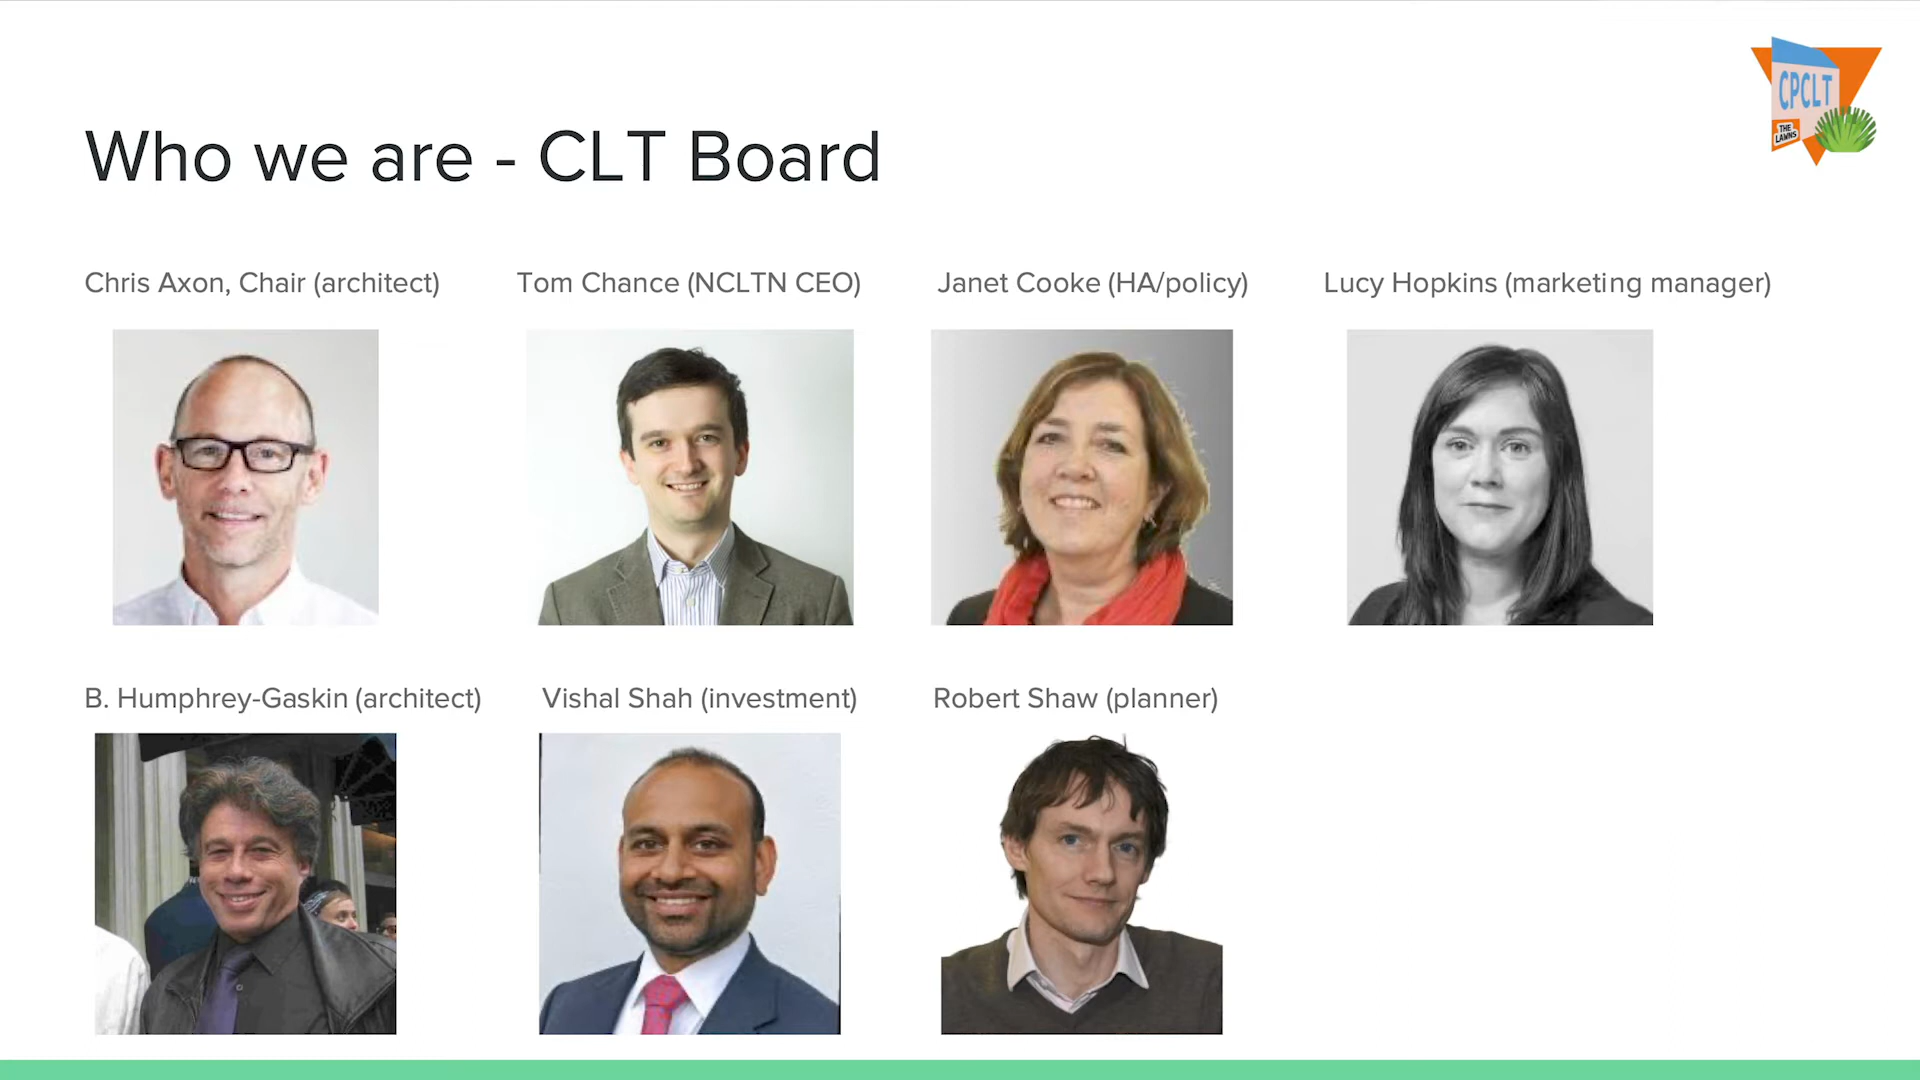 CPCLT
THE
LAWNS
Who we are - CLT Board
Chris Axon, Chair (architect)
Tom Chance (NCLTN CEO)
Janet Cooke (HA/policy)
Lucy Hopkins (marketing manager)
B. Humphrey-Gaskin (architect)
Vishal Shah (investment)
Robert Shaw (planner)